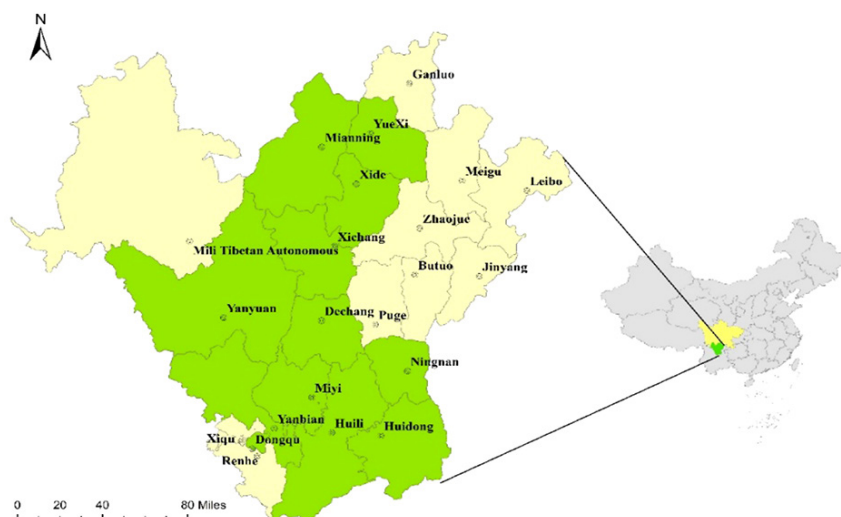 N
Ganluo
YueXi
Mianning
Meigu
Xide
Leibo
Zhaojue
Xichang
Mili Tibetan Autonomous
Butuo
Jinyang
Yanyuan
Dechang
Puge
Ningnan
Miyi
Yanbian
Huili
Huidong
Xiqu
Dongqu
Renhe
0 20 40 80 Miles